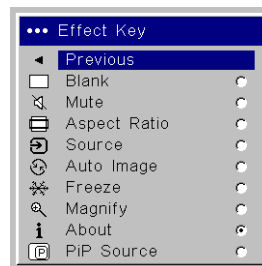 ••• Effect Key
Previous
Blank
Mute
Aspect Ratio
Source
Auto Image
Freeze
Magnify
i About
P PiP Source